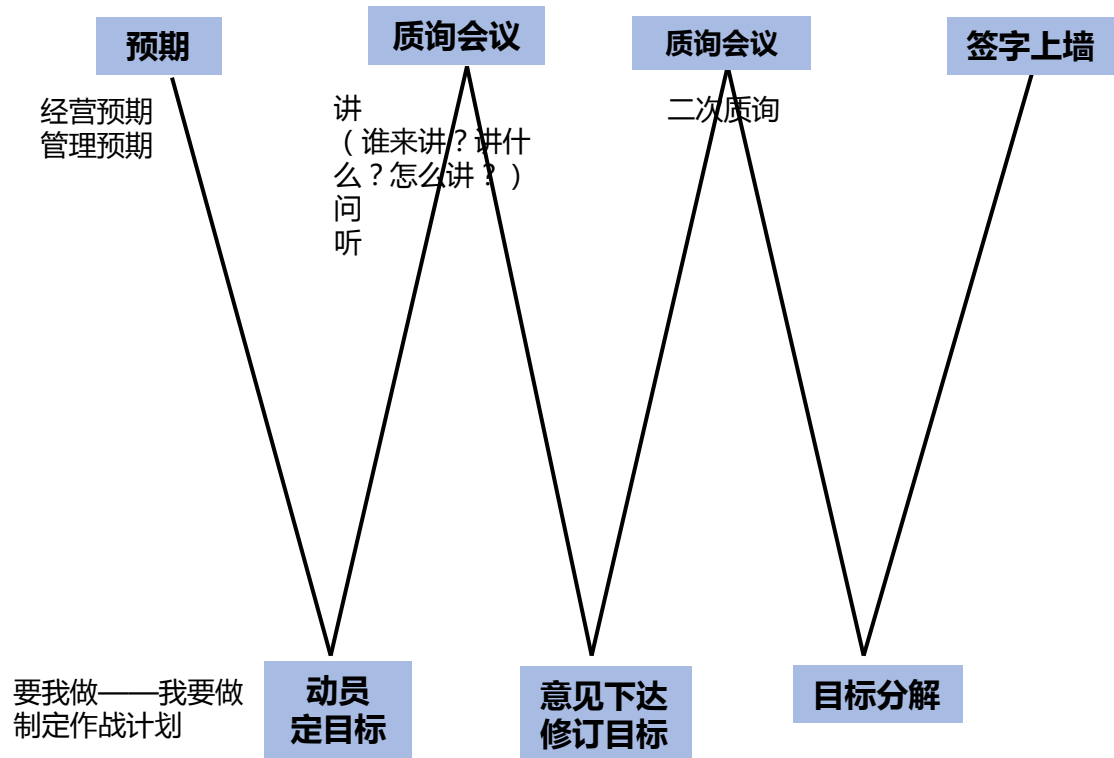 预期
质询会议
质询会议
签字上墙
经营预期
管理预期
讲
（谁来讲？讲什
么？怎么讲？）
问
听
二次质询
要我做——我要做
制定作战计划
动员
定目标
意见下达
修订目标
目标分解